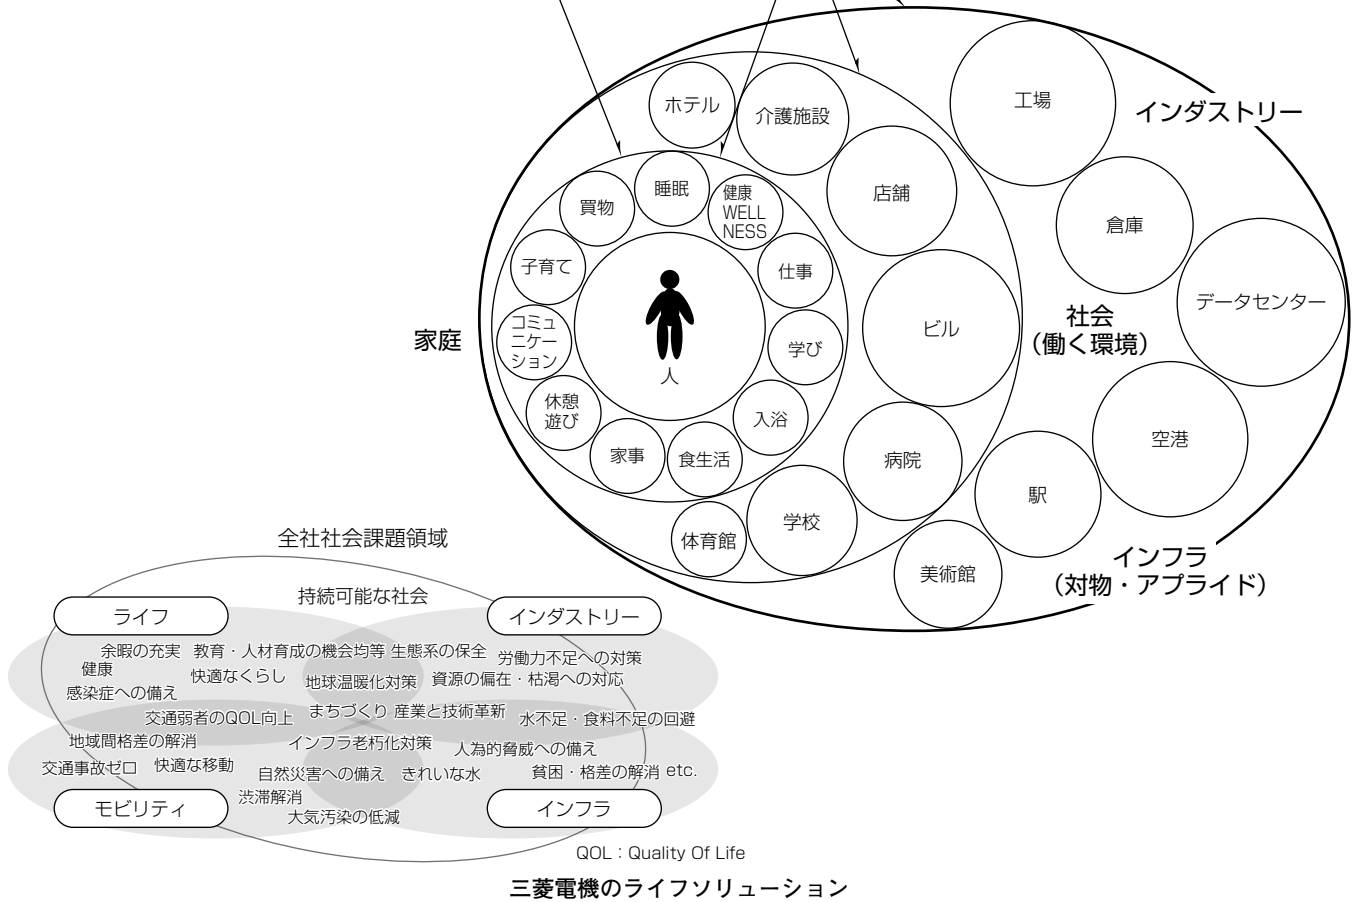 ホテル
介護施設
工場
インダストリー
店舗
倉庫
データセンター
睡眠
健康
WELL
NESS
買物
子育て
仕事
コミュ
ニケー
ション
学び
人
家庭
ビル
社会
（働く環境）
休憩
遊び
入浴
家事
食生活
病院
空港
駅
学校
体育館
美術館
インフラ
（対物・アプライド）
全社社会課題領域
持続可能な社会
ライフ
インダストリー
余暇の充実
教育・人材育成の機会均等
生態系の保全
労働力不足への対策
健康
快適なくらし
地球温暖化対策
資源の偏在・枯渇への対応
感染症への備え
交通弱者のQOL向上
まちづくり
産業と技術革新
水不足・食料不足の回避
地域間格差の解消
インフラ老朽化対策
人為的脅威への備え
交通事故ゼロ
快適な移動
自然災害への備え
きれいな水
貧困・格差の解消 etc.
渋滞解消
大気汚染の低減
モビリティ
インフラ
QOL：Quality Of Life
三菱電機のライフソリューション